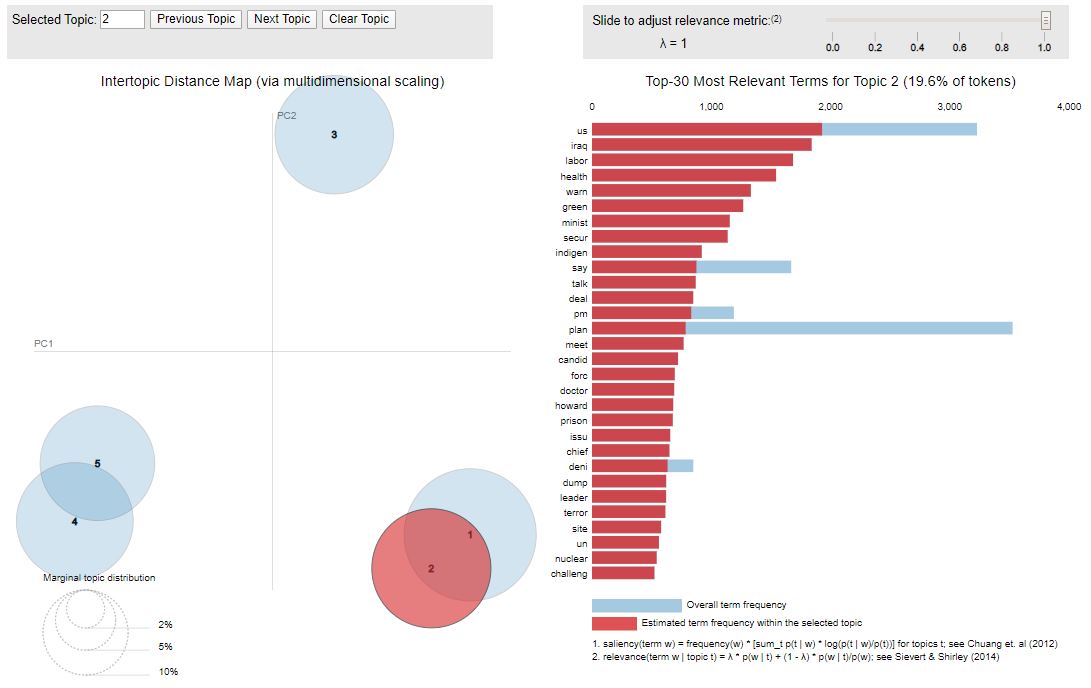 Selected Topic: 2 Previous Topic Next Topic Clear Topic
Slide to adjust relevance metric:(2)
λ = 1
0.0 0.2 0.4 0.6 0.8 1.0
Intertopic Distance Map (via multidimensional scaling)
PC2
3
PC1
5
4
1
2
Marginal topic distribution
2%
5%
10%
Top-30 Most Relevant Terms for Topic 2 (19.6% of tokens)
0 1,000 2,000 3,000 4,000
us
iraq
labor
health
warn
green
minist
secur
indigen
say
talk
deal
pm
plan
meet
candid
forc
doctor
howard
prison
issu
chief
deni
dump
leader
terror
site
un
nuclear
challeng
Overall term frequency
Estimated term frequency within the selected topic
1. saliency(term w) = frequency(w) * [sum_t p(t | w) * log(p(t | w)/p(t))] for topics t; see Chuang et. al (2012)
2. relevance(term w | topic t) = λ * p(w | t) + (1 - λ) * p(w | t)/p(w); see Sievert & Shirley (2014)